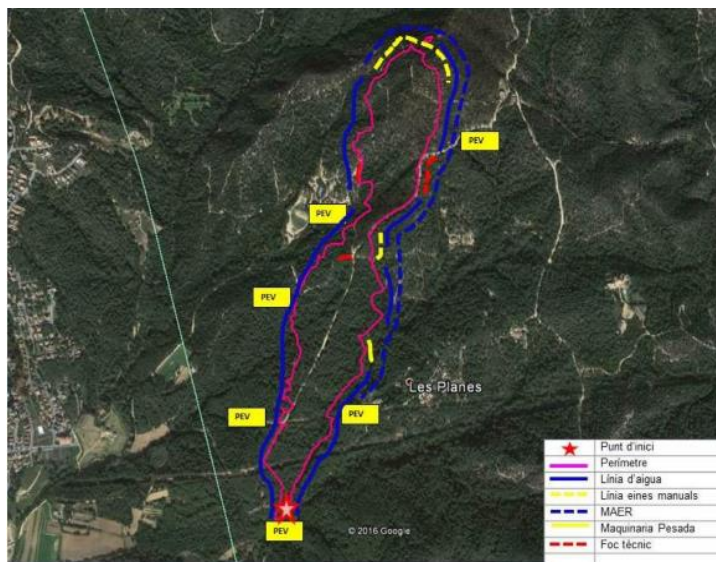 PEV
PEV
PEV
PEV
PEV
Les Planes
PEV
© 2016 Google
Punt d'inici
Perímetre
Línia d'aigua
Línia eines manuals
MAER
Maquinaria Pesada
Foc tècnic